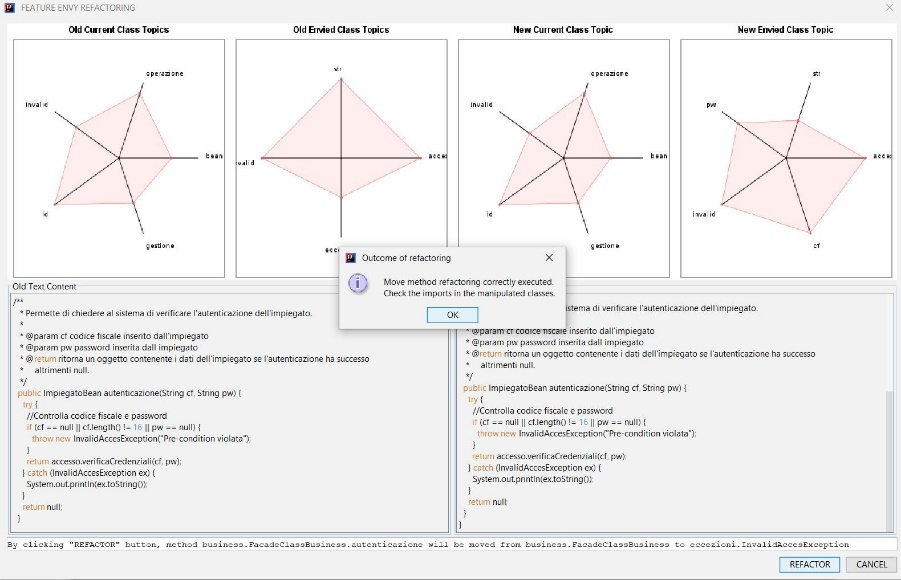 FEATURE ENVY REFACTORING
Old Current Class Topics
Old Envied Class Topics
New Current Class Topic
New Envied Class Topic
operazione
invalid
bean
id
gestione
str
valid
acces
acc
operazione
invalid
bean
id
gestione
str
pw
acces
invalid
cf
Outcome of refactoring
Move method refactoring correctly executed.
Check the imports in the manipulated classes.
OK
Old Text Content
/**
* Permette di chiedere al sistema di verificare l'autenticazione dell'impiegato.
*
* @param cf codice fiscale inserito dall'impiegato
* @param pw password inserita dall impiegato
* @return ritorna un oggetto contenente i dati dell'impiegato se l'autenticazione ha successo
* altrimenti null.
*/
public ImpiegatoBean autenticazione(String cf, String pw) {
try {
//Controlla codice fiscale e password
if (cf == null || cf.length() != 16 || pw == null) {
throw new InvalidAccesException("Pre-condition violata");
}
return accesso.verificaCredenziali(cf, pw);
} catch (InvalidAccesException ex) {
System.out.println(ex.toString());
}
return null;
}
sistema di verificare l'autenticazione dell'impiegato.
* @param cf codice fiscale inserito dall'impiegato
* @param pw password inserita dall impiegato
* @return ritorna un oggetto contenente i dati dell'impiegato se l'autenticazione ha successo
* altrimenti null.
*/
public ImpiegatoBean autenticazione(String cf, String pw) {
try {
//Controlla codice fiscale e password
if (cf == null || cf.length() != 16 || pw == null) {
throw new InvalidAccesException("Pre-condition violata");
}
return accesso.verificaCredenziali(cf, pw);
} catch (InvalidAccesException ex) {
System.out.println(ex.toString());
}
return null;
}
}
By clicking "REFACTOR" button, method business.FacadeClassBusiness.autenticazione will be moved from business.FacadeClassBusiness to eccezioni.InvalidAccesException
REFACTOR
CANCEL